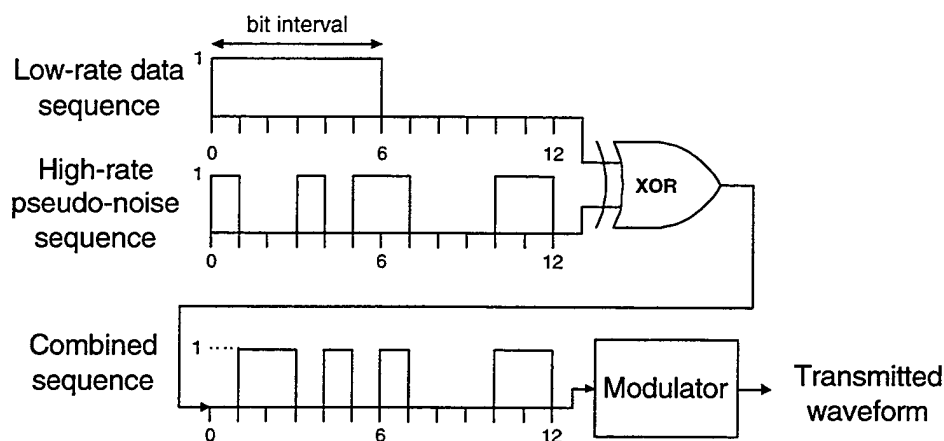 bit interval
Low-rate data
sequence
1
0 6 12
High-rate
pseudo-noise
sequence
1
0 6 12
XOR
Combined
sequence
1
0 6 12
Modulator
Transmitted
waveform